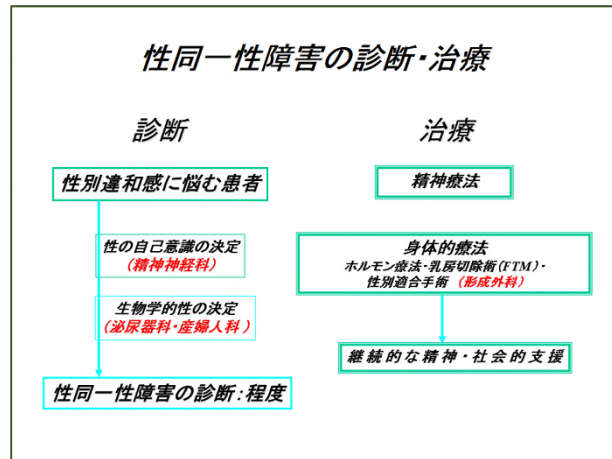 性同一性障害の診断・治療
診断
性別違和感に悩む患者
性の自己意識の決定
(精神神経科)
生物学的性の決定
(泌尿器科・産婦人科)
性同一性障害の診断:程度
治療
精神療法
身体的療法
ホルモン療法・乳房切除術(FTM)・
性別適合手術 (形成外科)
継続的な精神・社会的支援